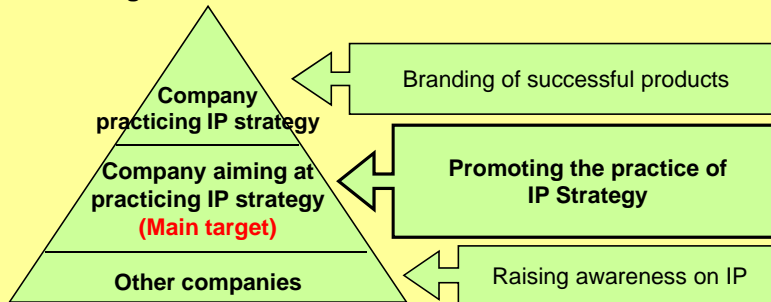 Company
practicing IP strategy
Branding of successful products
Company aiming at
practicing IP strategy
(Main target)
Promoting the practice of
IP Strategy
Other companies
Raising awareness on IP